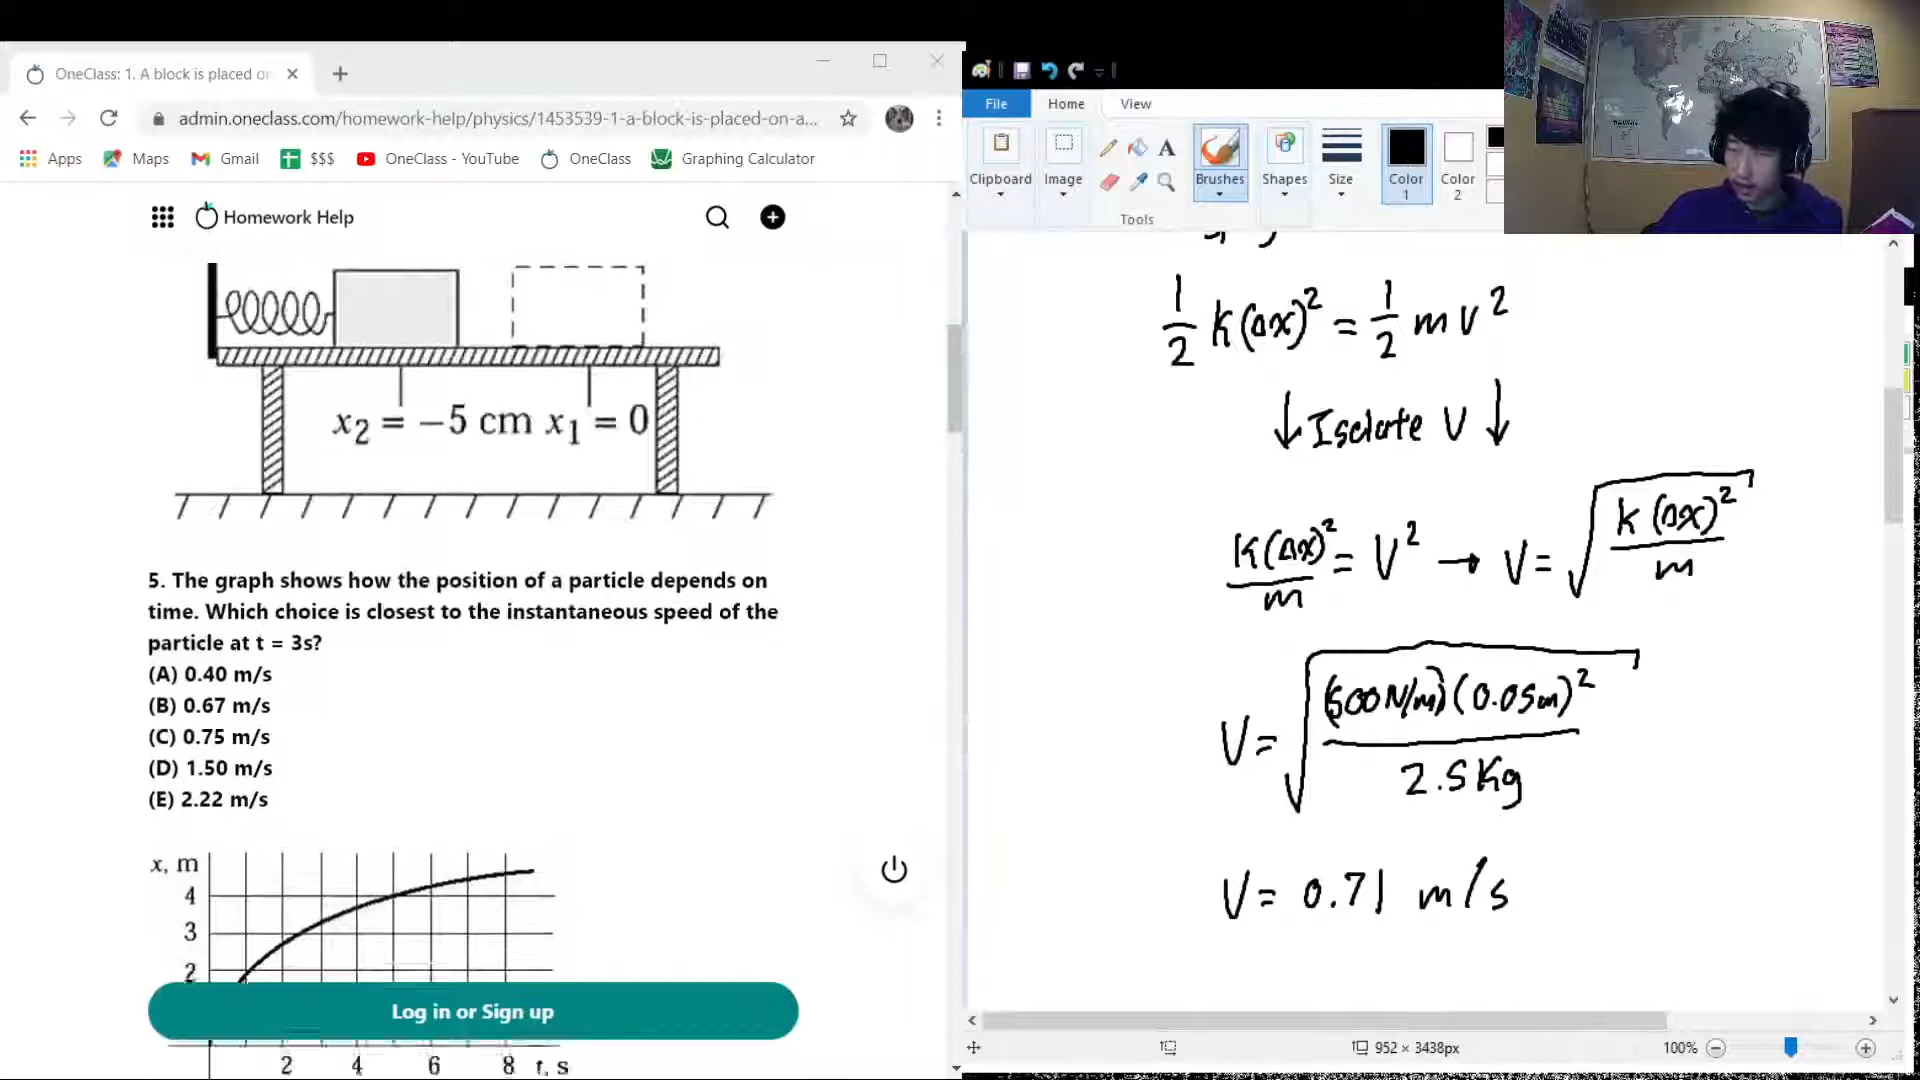 OneClass: 1. A block is placed or
admin.oneclass.com/homework-help/physics/1453539-1-a-block-is-placed-on-a...
Apps Maps Gmail $$$ OneClass - YouTube OneClass Graphing Calculator
Homework Help
x₂ = −5 cm x₁ = 0
5. The graph shows how the position of a particle depends on
time. Which choice is closest to the instantaneous speed of the
particle at t = 3s?
(A) 0.40 m/s
(B) 0.67 m/s
(C) 0.75 m/s
(D) 1.50 m/s
(E) 2.22 m/s
x, m
4
3
2
Log in or Sign up
2 4 6 8 t, s
File Home View
Clipboard Image Brushes Shapes Size Color 1 Color 2
Tools
1/2 K(Δx)² = 1/2 m V²
↓ Isolate V ↓
K(Δx)²/m = V² → V = √(K(Δx)²/m)
V = √((500N/m)(0.05m)²/2.5Kg)
V = 0.71 m/s
952 × 3438px 100%